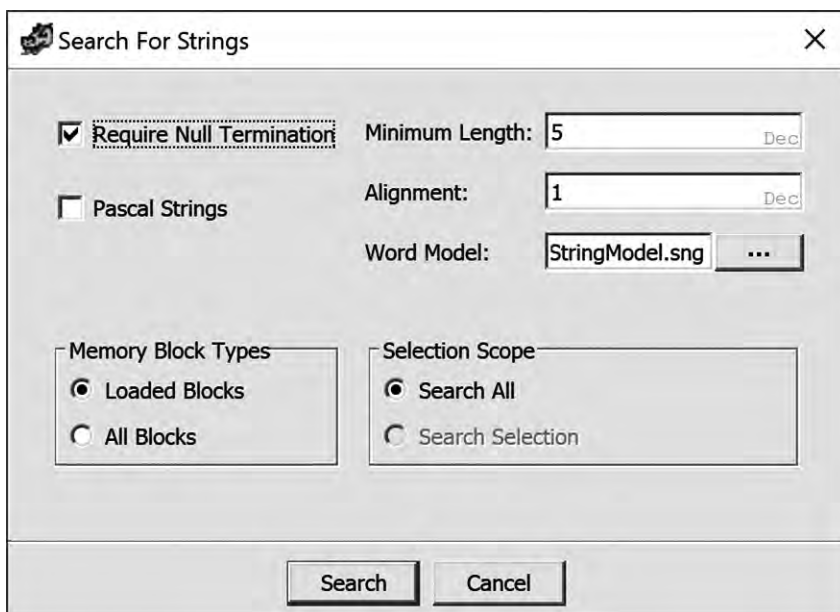 Search For Strings
Require Null Termination
Minimum Length: 5 Dec
Pascal Strings
Alignment: 1 Dec
Word Model: StringModel.sng ...
Memory Block Types
Loaded Blocks
All Blocks
Selection Scope
Search All
Search Selection
Search Cancel